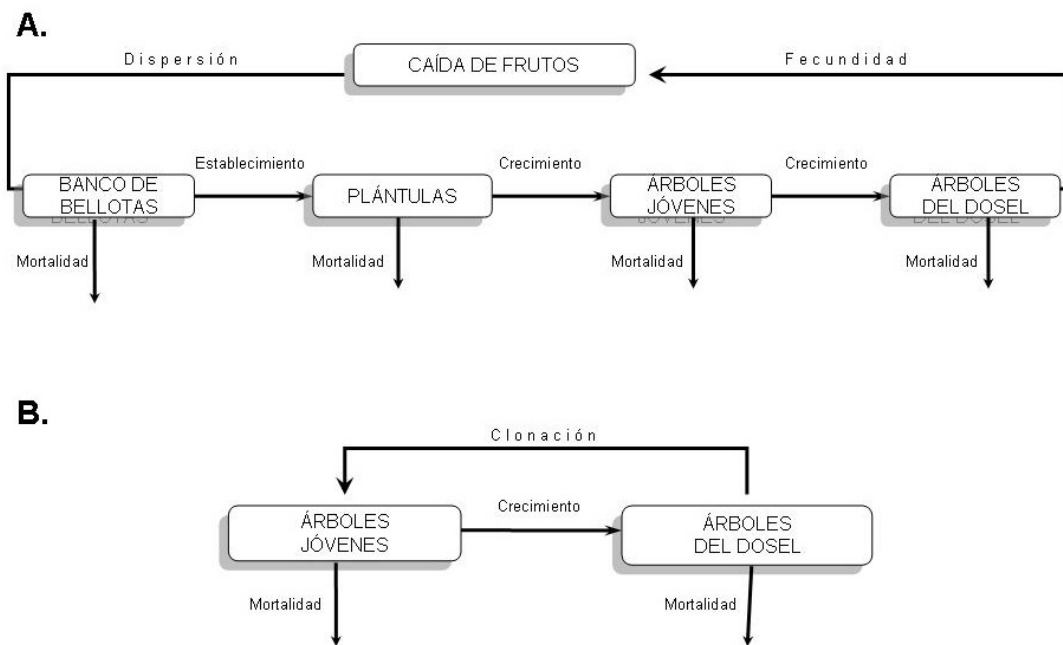 A.
Dispersión
CAÍDA DE FRUTOS
Fecundidad
Establecimiento
Crecimiento
Crecimiento
BANCO DE
BELLOTAS
PLÁNTULAS
ÁRBOLES
JÓVENES
ÁRBOLES
DEL DOSEL
Mortalidad
Mortalidad
Mortalidad
Mortalidad
B.
Clonación
Crecimiento
ÁRBOLES
JÓVENES
ÁRBOLES
DEL DOSEL
Mortalidad
Mortalidad